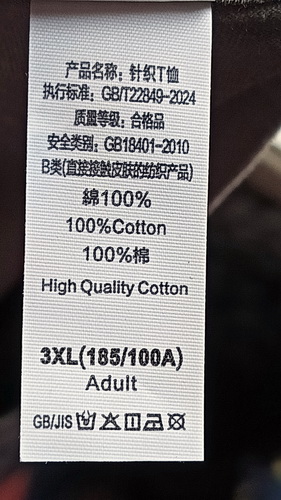 产品名称：针织T恤
执行标准：GB/T22849-2024
质量等级：合格品
安全类别：GB18401-2010
B类(直接接触皮肤的纺织产品)
綿100%
100%Cotton
100%棉
High Quality Cotton
3XL(185/100A)
Adult
GB/JIS